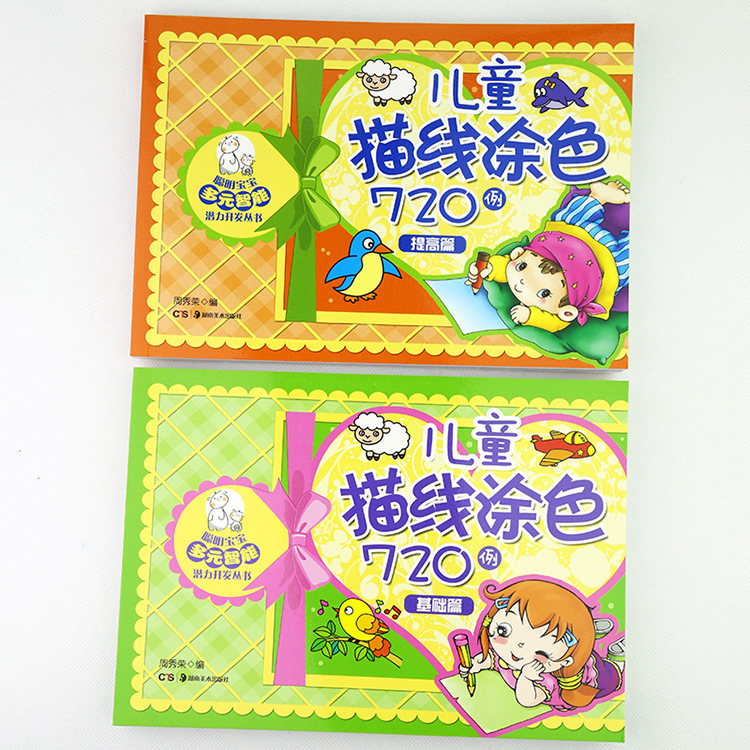 儿童
描线涂色
720例
提高篇
聪明宝宝
多元智能
潜力开发丛书
周秀荣◎编
CS 湖南美术出版社
儿童
描线涂色
720例
基础篇
聪明宝宝
多元智能
潜力开发丛书
周秀荣◎编
CS 湖南美术出版社